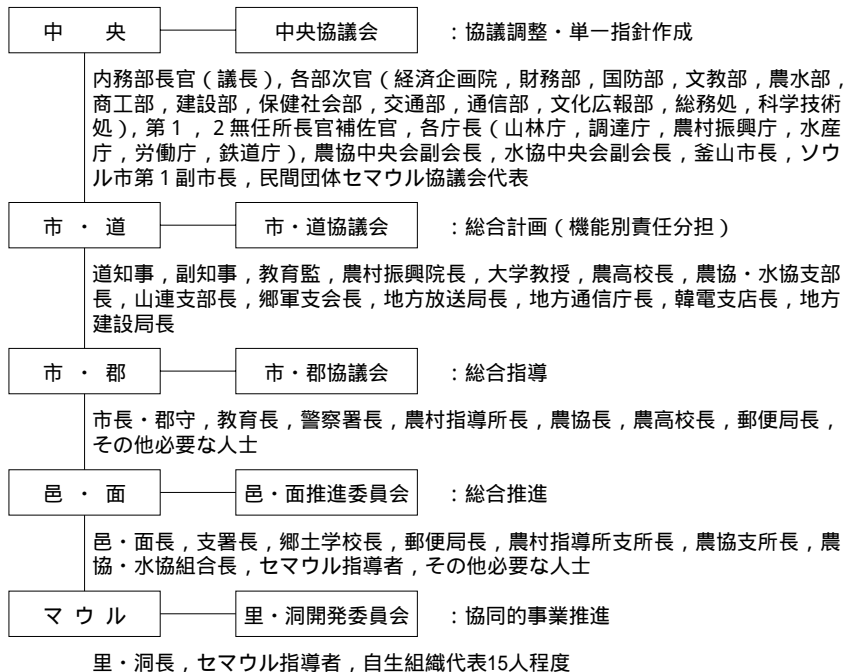 中 央 中央協議会 :協議調整・単一指針作成
内務部長官(議長),各部次官(経済企画院,財務部,国防部,文教部,農水部,
商工部,建設部,保健社会部,交通部,通信部,文化広報部,総務処,科学技術
処),第1,2無任所長官補佐官,各庁長(山林庁,調達庁,農村振興庁,水産
庁,労働庁,鉄道庁),農協中央会副会長,水協中央会副会長,釜山市長,ソウ
ル市第1副市長,民間団体セマウル協議会代表
市・道 市・道協議会 :総合計画(機能別責任分担)
道知事,副知事,教育監,農村振興院長,大学教授,農高校長,農協・水協支部
長,山連支部長,郷軍支会長,地方放送局長,地方通信庁長,韓電支店長,地方
建設局長
市・郡 市・郡協議会 :総合指導
市長・郡守,教育長,警察署長,農村指導所長,農協長,農高校長,郵便局長,
その他必要な人士
邑・面 邑・面推進委員会 :総合推進
邑・面長,支署長,郷土学校長,郵便局長,農村指導所支所長,農協支所長,農
協・水協組合長,セマウル指導者,その他必要な人士
マウル 里・洞開発委員会 :協同的事業推進
里・洞長,セマウル指導者,自生組織代表15人程度